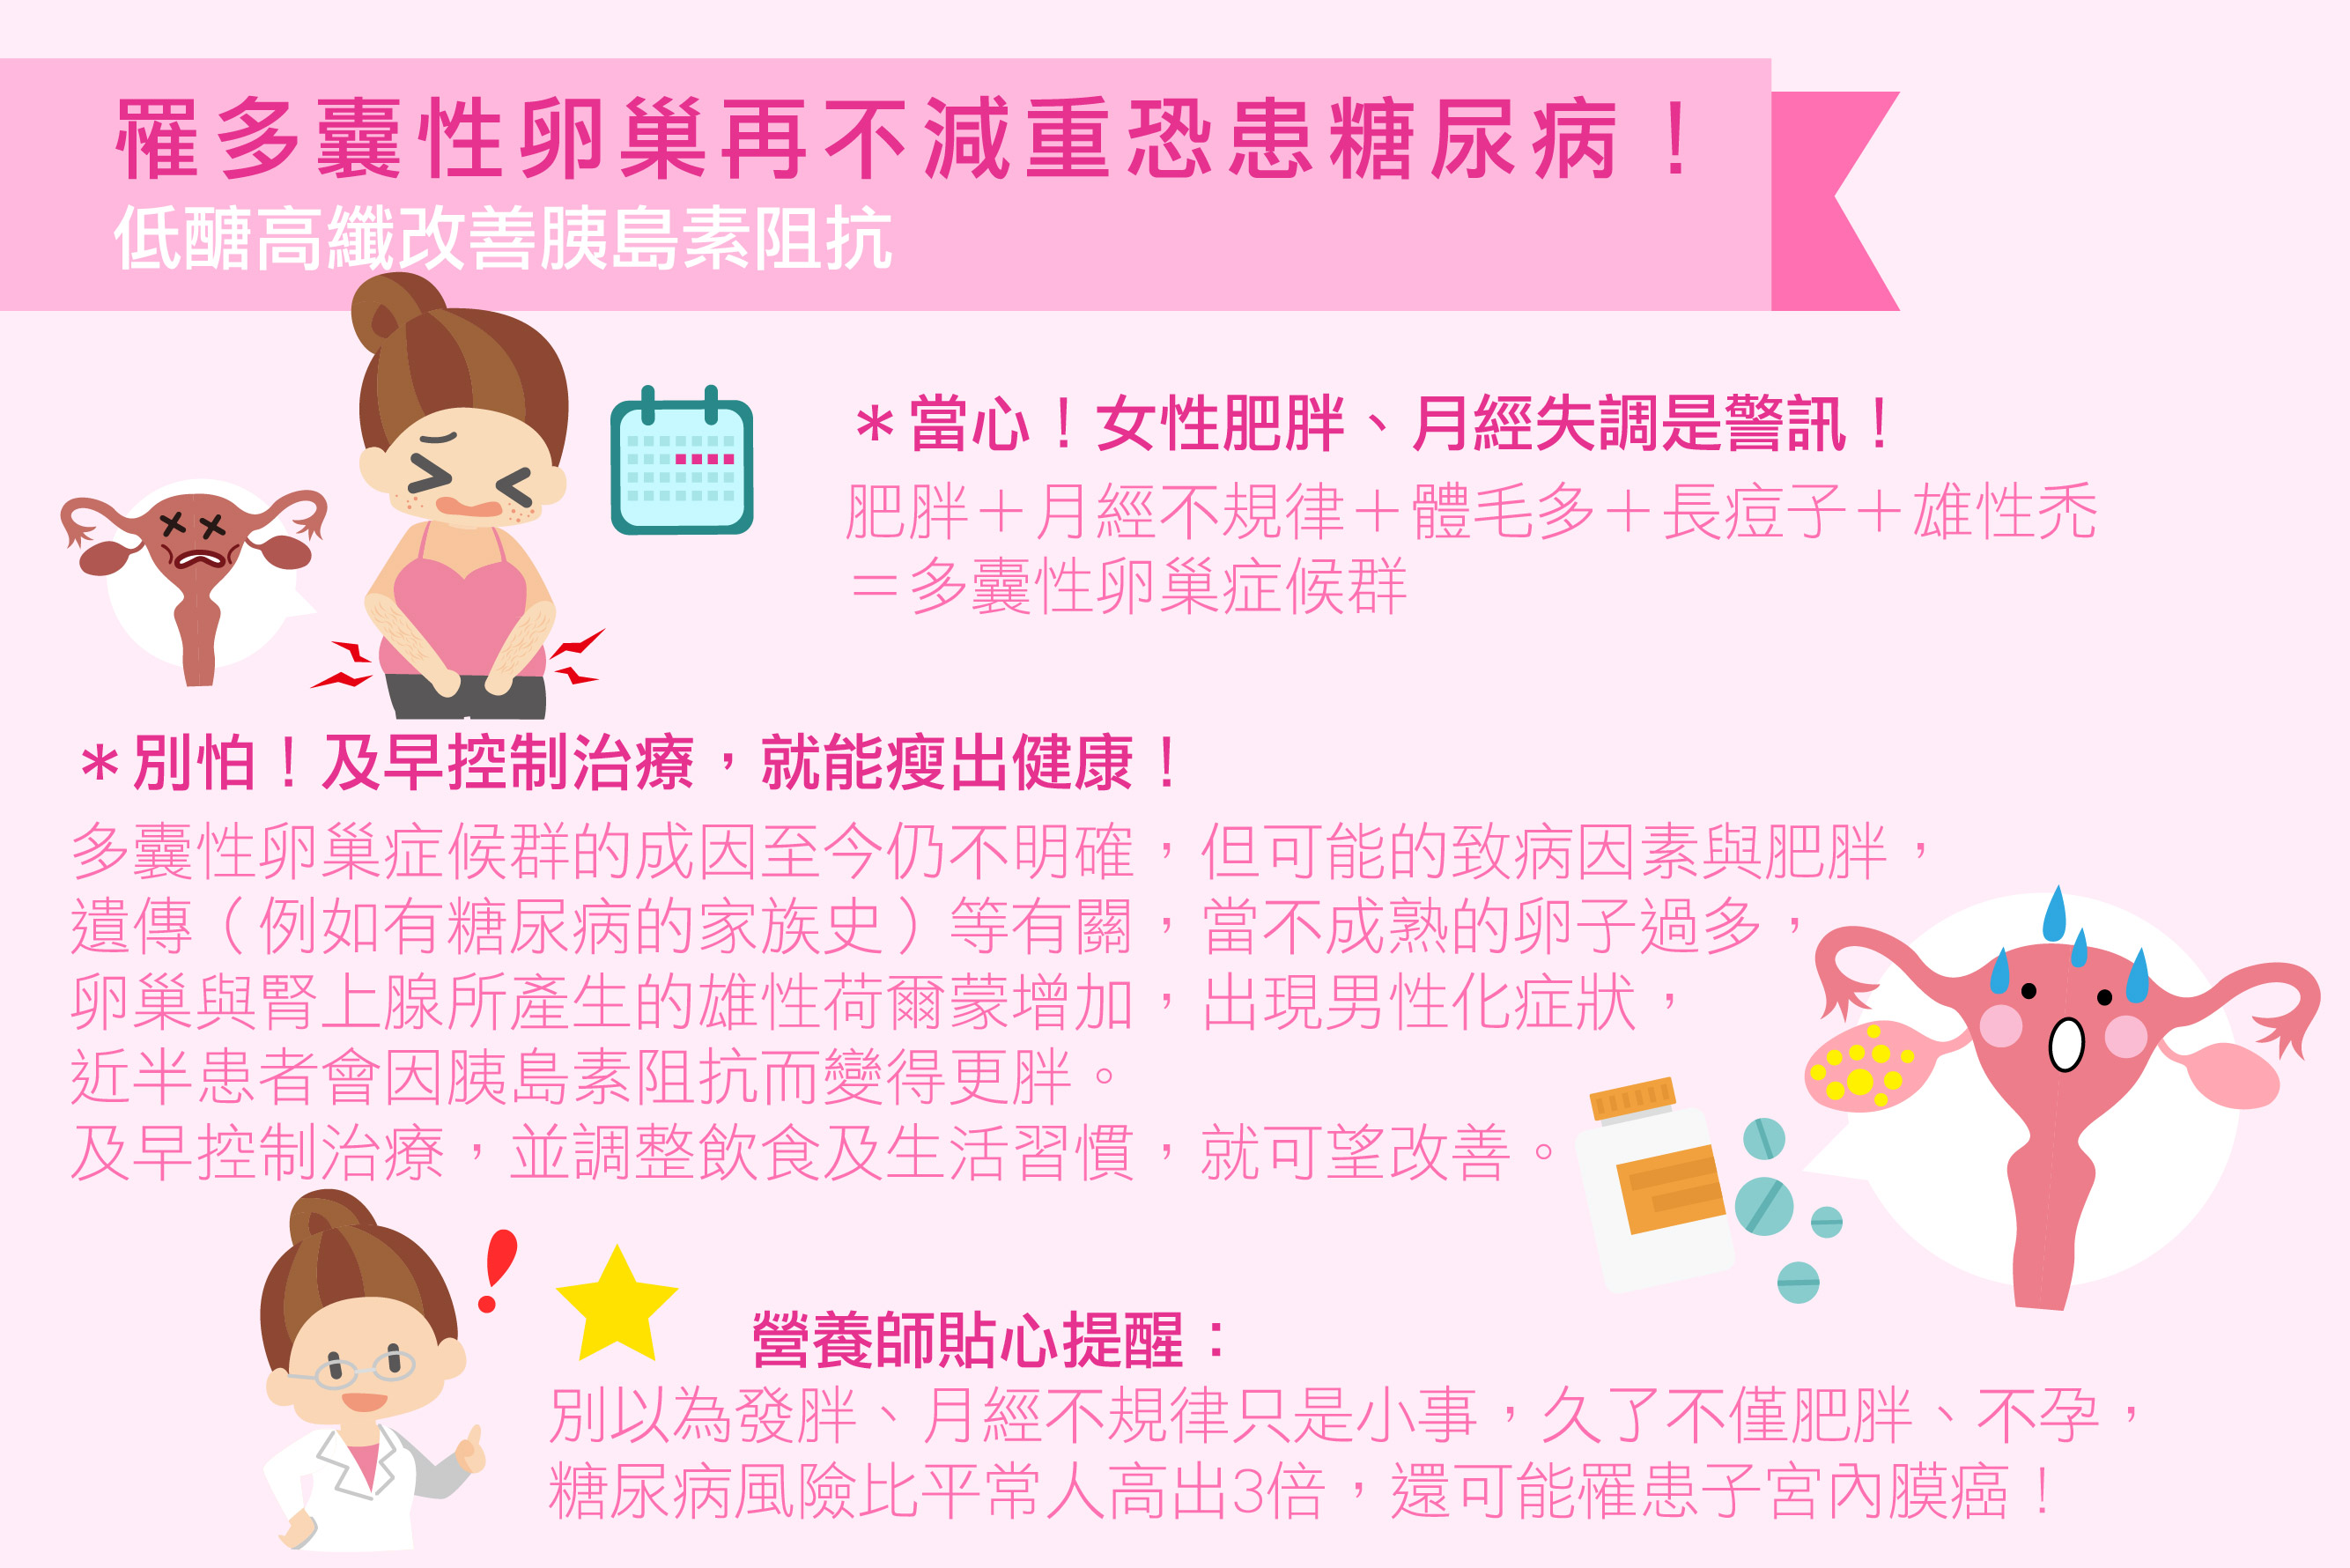 罹多囊性卵巢再不減重恐患糖尿病！
低醣高纖改善胰島素阻抗
＊當心！女性肥胖、月經失調是警訊！
肥胖＋月經不規律＋體毛多＋長痘子＋雄性禿
＝多囊性卵巢症候群
＊別怕！及早控制治療，就能瘦出健康！
多囊性卵巢症候群的成因至今仍不明確，但可能的致病因素與肥胖，
遺傳（例如有糖尿病的家族史）等有關，當不成熟的卵子過多，
卵巢與腎上腺所產生的雄性荷爾蒙增加，出現男性化症狀，
近半患者會因胰島素阻抗而變得更胖。
及早控制治療，並調整飲食及生活習慣，就可望改善。
營養師貼心提醒：
別以為發胖、月經不規律只是小事，久了不僅肥胖、不孕，
糖尿病風險比平常人高出3倍，還可能罹患子宮內膜癌！